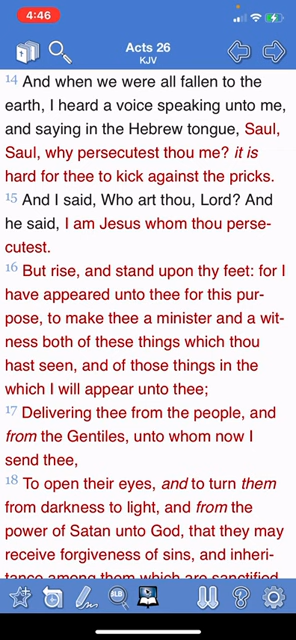 4:46
Acts 26
KJV
14 And when we were all fallen to the
earth, I heard a voice speaking unto me,
and saying in the Hebrew tongue, Saul,
Saul, why persecutest thou me? it is
hard for thee to kick against the pricks.
15 And I said, Who art thou, Lord? And
he said, I am Jesus whom thou perse-
cutest.
16 But rise, and stand upon thy feet: for I
have appeared unto thee for this pur-
pose, to make thee a minister and a wit-
ness both of these things which thou
hast seen, and of those things in the
which I will appear unto thee;
17 Delivering thee from the people, and
from the Gentiles, unto whom now I
send thee,
18 To open their eyes, and to turn them
from darkness to light, and from the
power of Satan unto God, that they may
receive forgiveness of sins, and inheri-
tance among them which are sanctified
BLB